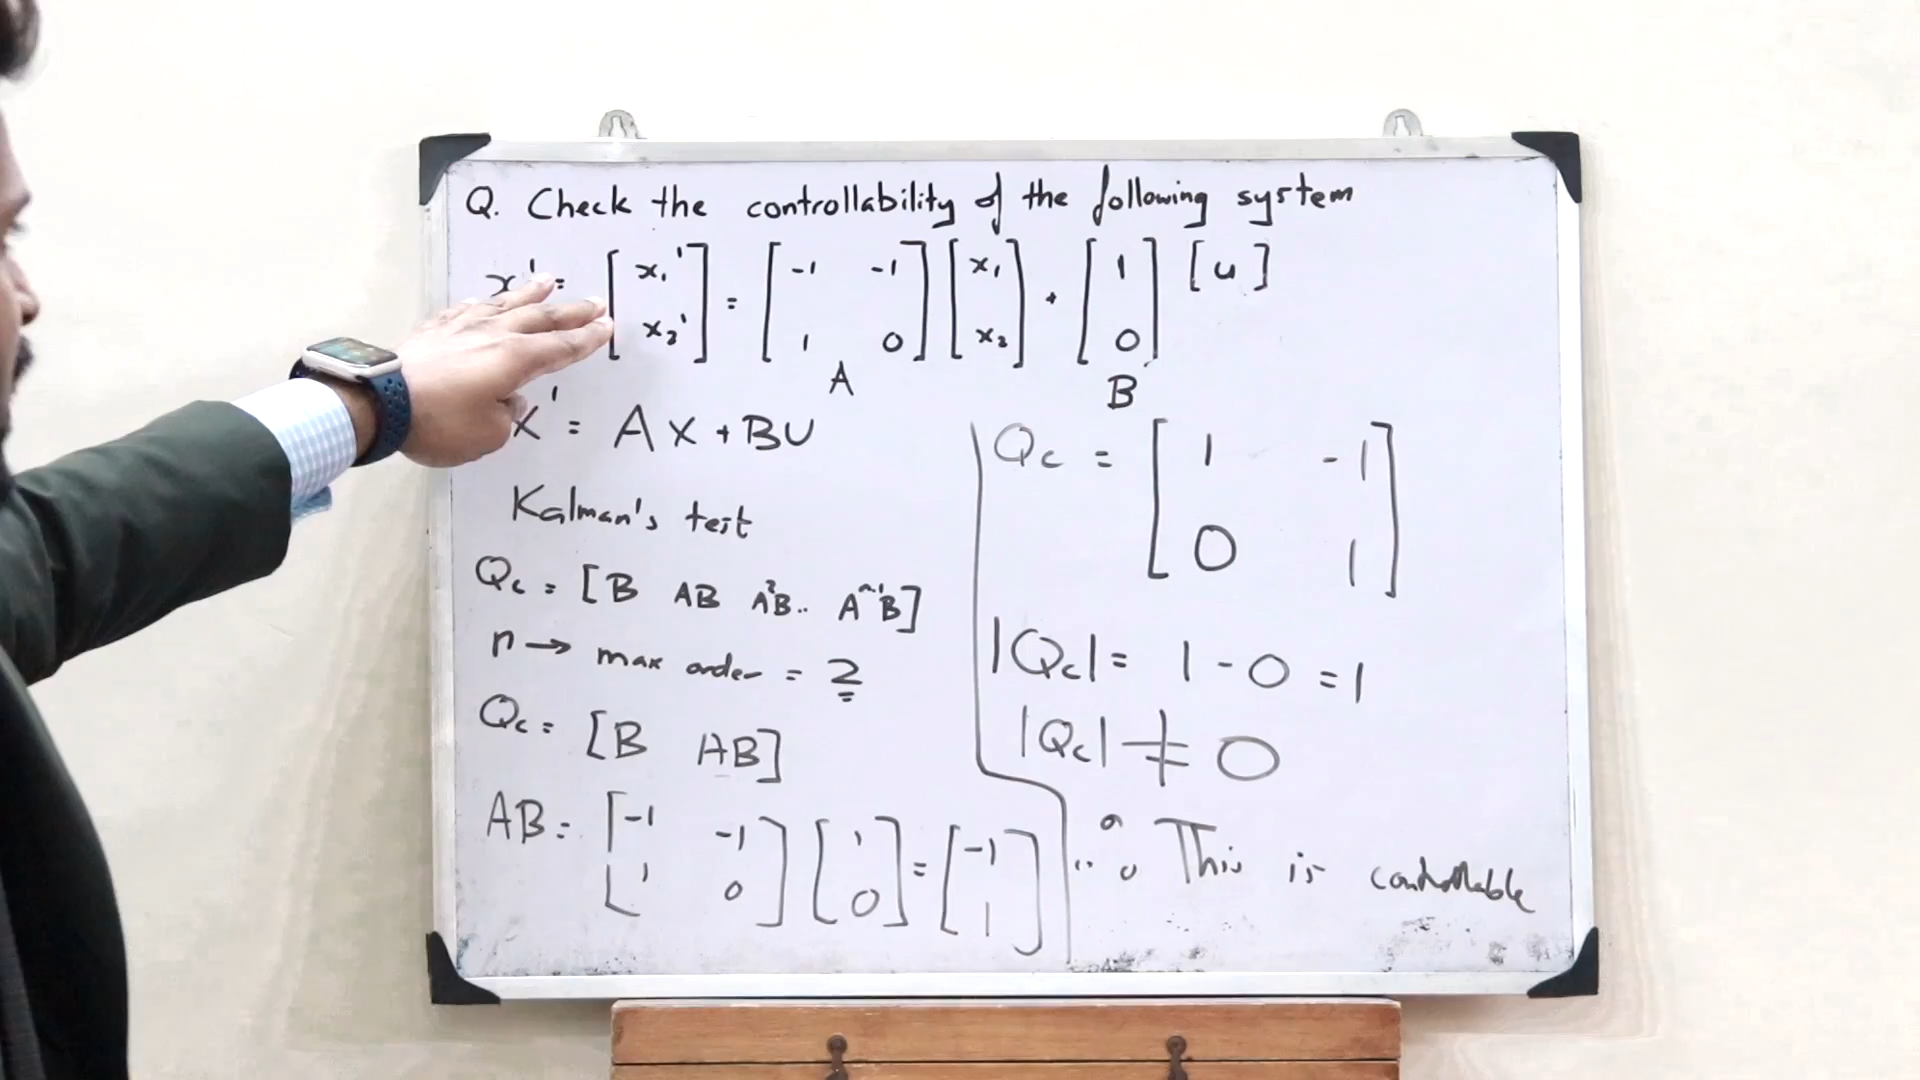 Q. Check the controllability of the following system
x' = [x₁' x₂'] = [-1 -1 1 0] [x₁ x₂] + [1 0] [u]
A B
x' = Ax + BU
Kalman's test
Qc = [B AB A²B.. Aⁿ⁻¹B]
n → max order = 2
Qc = [B AB]
AB = [-1 -1 1 0] [1 0] = [-1 1]
Qc = [1 -1 0 1]
|Qc| = 1 - 0 = 1
|Qc| ≠ 0
This is controllable